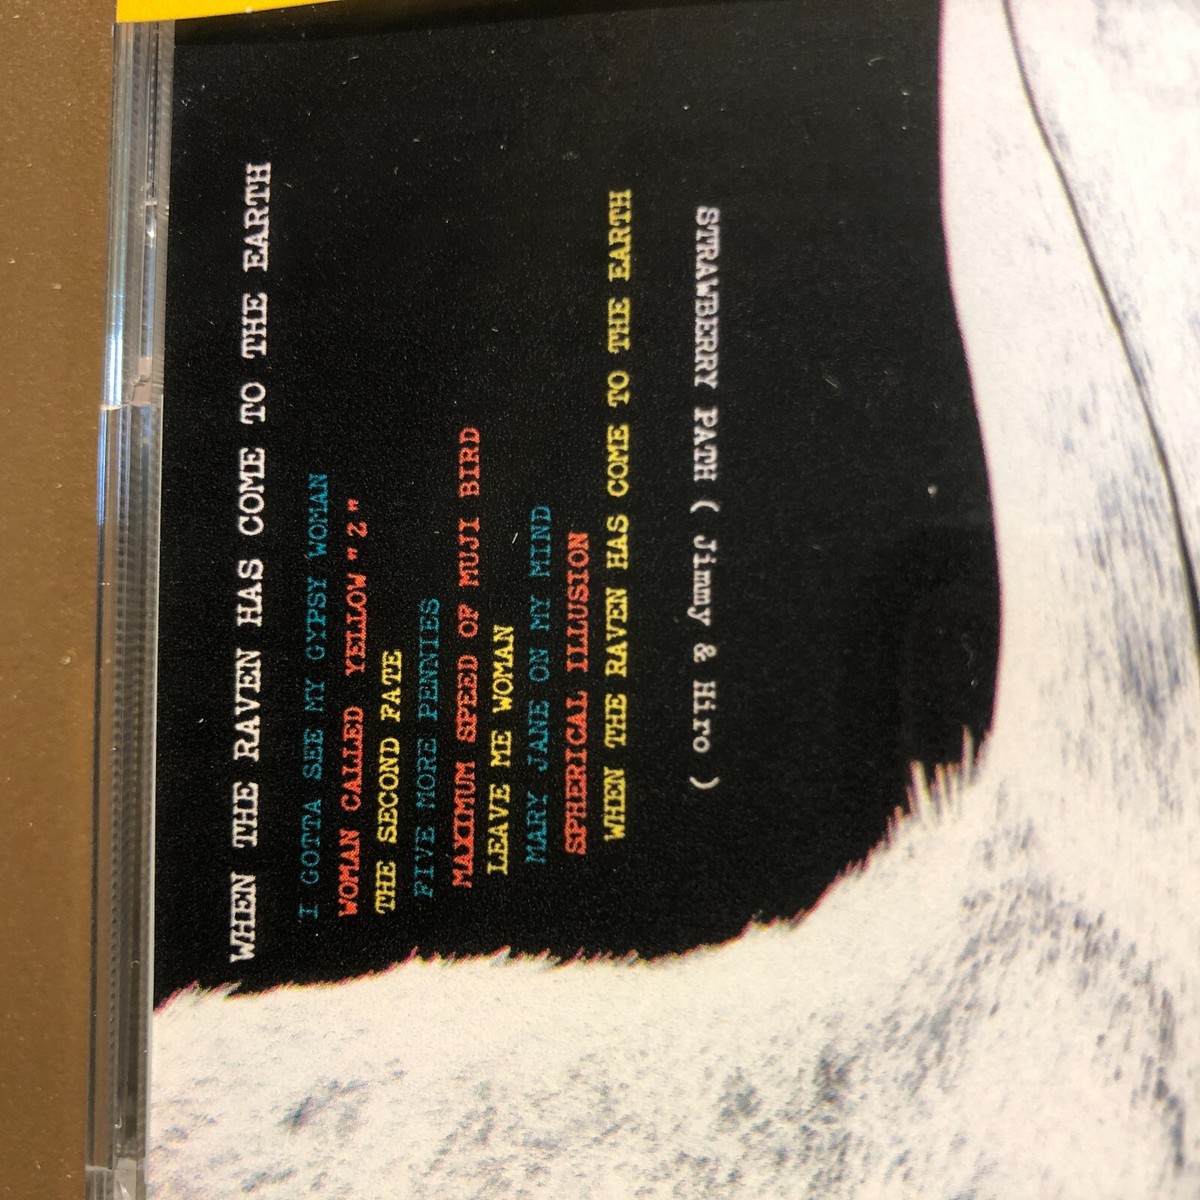 WHEN THE RAVEN HAS COME TO THE EARTH
I GOTTA SEE MY GYPSY WOMAN
WOMAN CALLED YELLOW "Z"
THE SECOND FATE
FIVE MORE PENNIES
MAXIMUM SPEED OF MUJI BIRD
LEAVE ME WOMAN
MARY JANE ON MY MIND
SPHERICAL ILLUSION
WHEN THE RAVEN HAS COME TO THE EARTH
STRAWBERRY PATH ( Jimmy & Hiro )